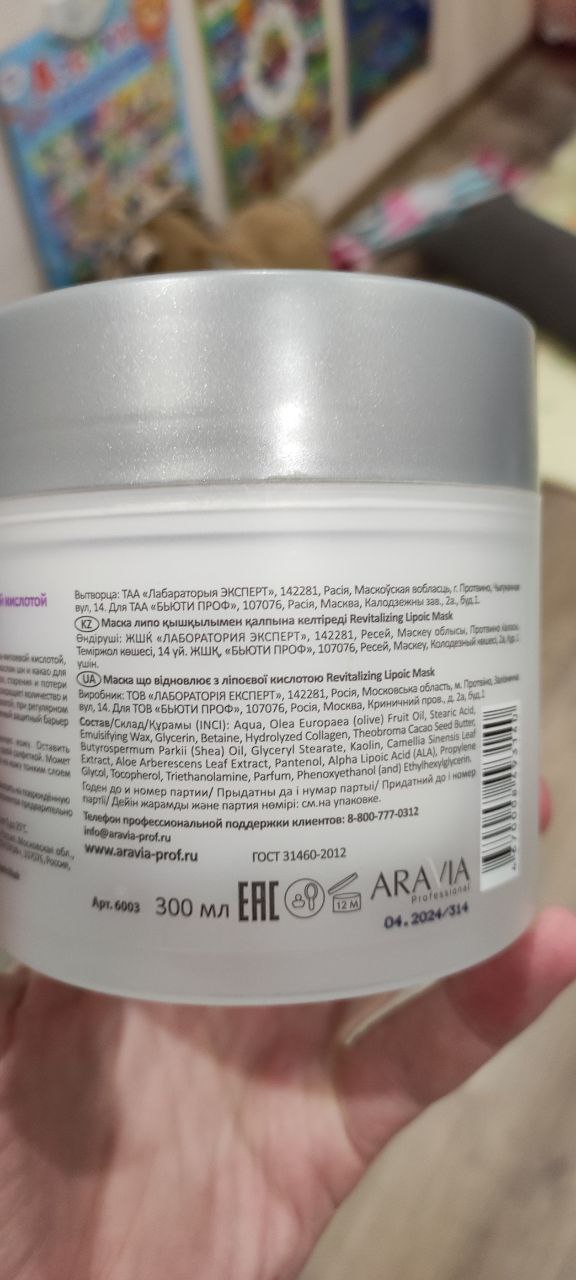 й кислотой
Вытворца: ТАА «Лабараторыя ЭКСПЕРТ», 142281, Расія, Маскоўская вобласць, г. Протвино,
вул, 14. Для ТАА «БЬЮТИ ПРОФ», 107076, Расія, Масква, Калодзежны зав., 2а., буд.1.
KZ Маска липо қышқылымен қалпына келтіреді Revitalizing Lipoic Mask
Өндіруші: ЖШҚ «ЛАБОРАТОРИЯ ЭКСПЕРТ», 142281, Ресей, Маскеу облысы, Протвино
Теміржол көшесі, 14 үй. ЖШҚ, «БЬЮТИ ПРОФ», 107076, Ресей, Маскеу, Колодезный көшесі, 2а, буд.1
үшін.
UA Маска що відновлює з ліпоєвої кислотою Revitalizing Lipoic Mask
Виробник: ТОВ «ЛАБОРАТОРІЯ ЕКСПЕРТ», 142281, Росія, Московська область, м. Протвіно,
вул, 14. Для ТОВ «БЬЮТИ ПРОФ», 107076, Росія, Москва, Криничний пров., д. 2а, буд.1
Состав/Склад/Құрамы (INCI): Aqua, Olea Europaea (olive) Fruit Oil, Stearic Acid,
Emulsifying Wax, Glycerin, Betaine, Hydrolyzed Collagen, Theobroma Cacao Seed Butter,
Butyrospermum Parkii (Shea) Oil, Glyceryl Stearate, Kaolin, Camellia Sinensis Leaf
Extract, Aloe Arborescens Leaf Extract, Pantenol, Alpha Lipoic Acid (ALA), Propylene
Glycol, Tocopherol, Triethanolamine, Parfum, Phenoxyethanol (and) Ethylhexylglycerin.
Годен до и номер партии/ Прыдатны да і нумар партыі/ Придатний до і номер
партії/ Дейін жарамды және партия нөмірі: см.на упаковке.
Телефон профессиональной поддержки клиентов: 8-800-777-0312
info@aravia-prof.ru
www.aravia-prof.ru
ГОСТ 31460-2012
Арт. 6003 300 мл ЕАС 12 M ARAVIA
Professional
04.2024/314